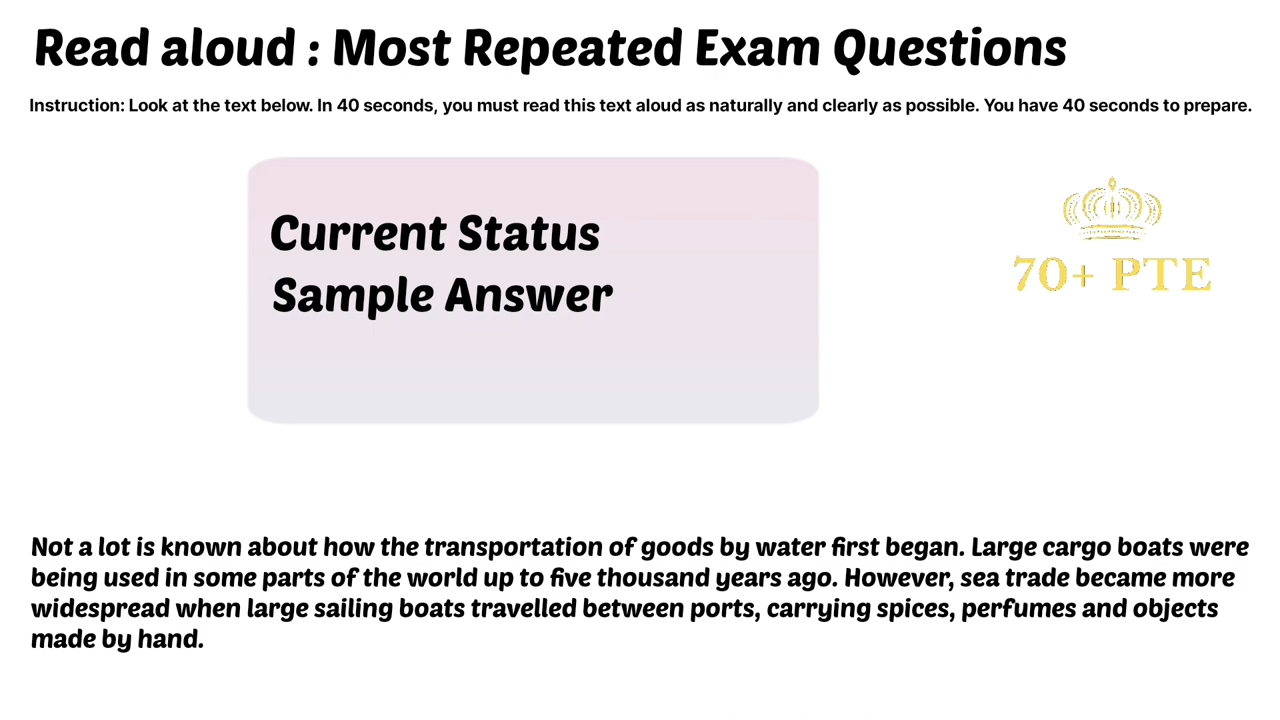 Read aloud : Most Repeated Exam Questions
Instruction: Look at the text below. In 40 seconds, you must read this text aloud as naturally and clearly as possible. You have 40 seconds to prepare.
Current Status
Sample Answer
70+ PTE
Not a lot is known about how the transportation of goods by water first began. Large cargo boats were
being used in some parts of the world up to five thousand years ago. However, sea trade became more
widespread when large sailing boats travelled between ports, carrying spices, perfumes and objects
made by hand.